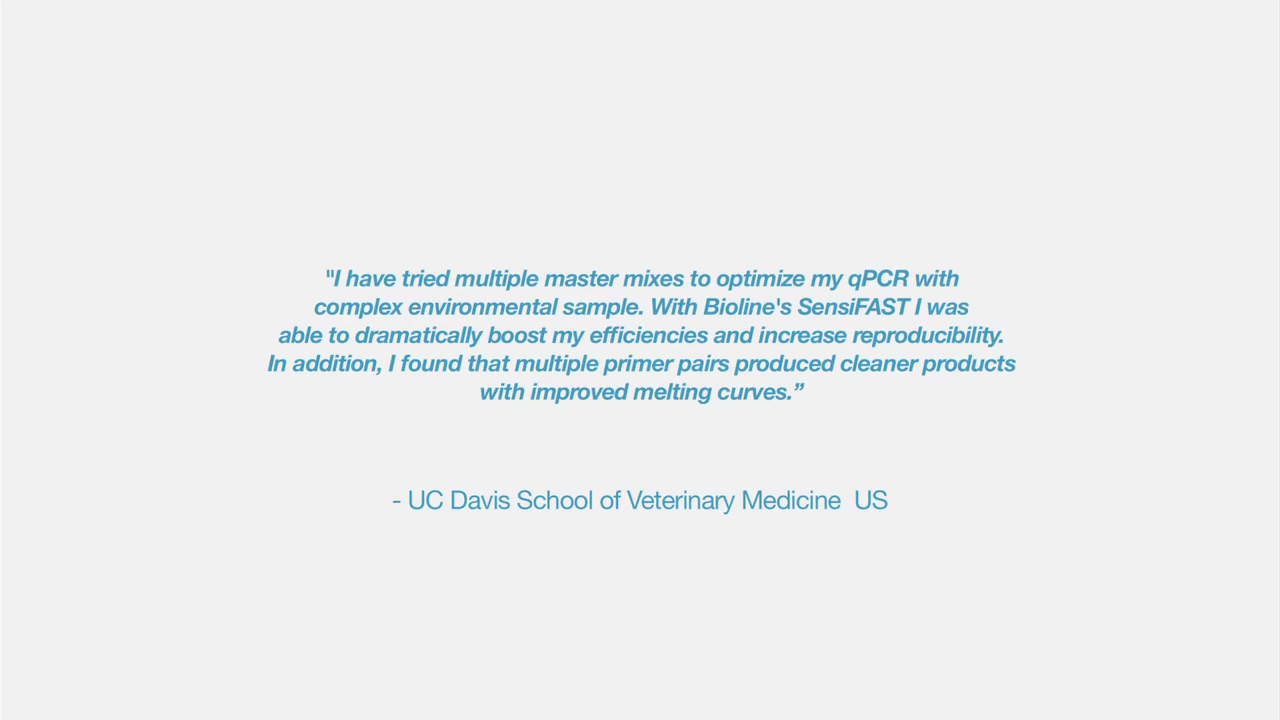 "I have tried multiple master mixes to optimize my qPCR with
complex environmental sample. With Bioline's SensiFAST I was
able to dramatically boost my efficiencies and increase reproducibility.
In addition, I found that multiple primer pairs produced cleaner products
with improved melting curves.”
- UC Davis School of Veterinary Medicine  US